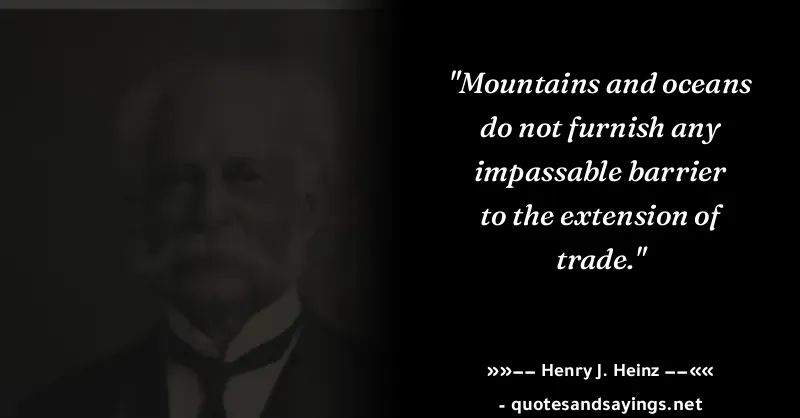 "Mountains and oceans
do not furnish any
impassable barrier
to the extension of
trade."
»»−− Henry J. Heinz −−««
- quotesandsayings.net